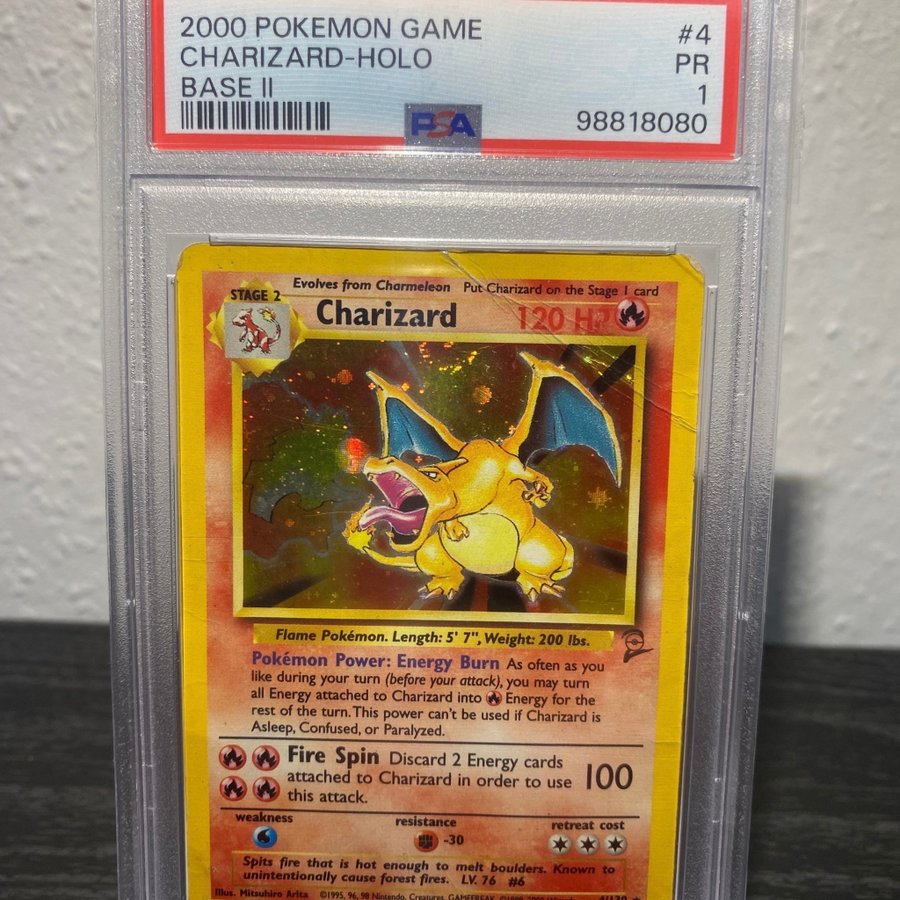 2000 POKEMON GAME #4
CHARIZARD-HOLO PR
BASE II 1
PSA 98818080
Evolves from Charmeleon Put Charizard on the Stage 1 card
STAGE 2
Charizard 120 HP
Flame Pokémon. Length: 5' 7", Weight: 200 lbs.
Pokémon Power: Energy Burn As often as you
like during your turn (before your attack), you may turn
all Energy attached to Charizard into Energy for the
rest of the turn. This power can't be used if Charizard is
Asleep, Confused, or Paralyzed.
Fire Spin Discard 2 Energy cards
attached to Charizard in order to use 100
this attack.
weakness resistance retreat cost
-30
Spits fire that is hot enough to melt boulders. Known to
unintentionally cause forest fires. LV. 76 #6
Illus. Mitsuhiro Arita ©1995, 96, 98 Nintendo, Creatures, GAMEFREAK.